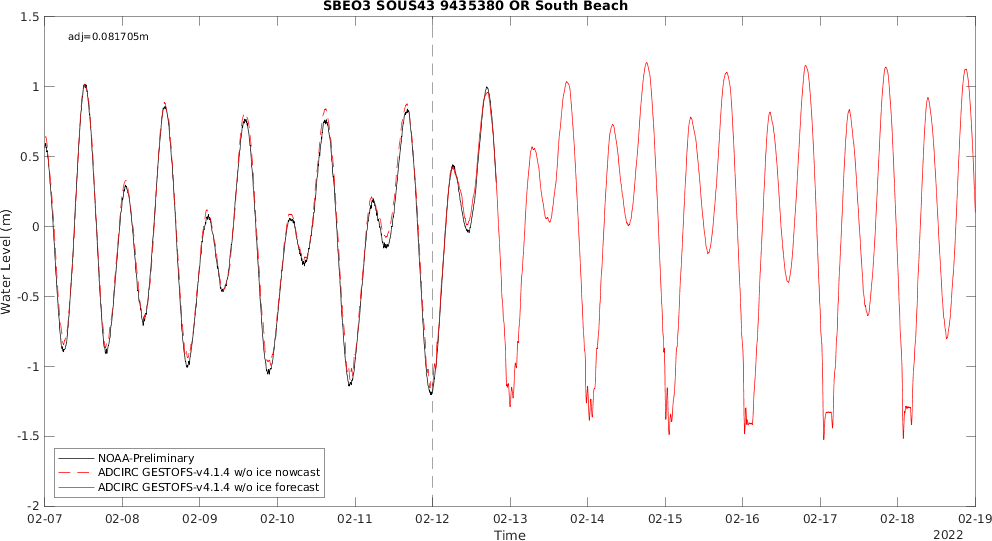 SBEO3 SOUS43 9435380 OR South Beach
adj=0.081705m
1.5
1
0.5
0
-0.5
-1
-1.5
-2
Water Level (m)
NOAA-Preliminary
ADCIRC GESTOFS-v4.1.4 w/o ice nowcast
ADCIRC GESTOFS-v4.1.4 w/o ice forecast
02-07 02-08 02-09 02-10 02-11 02-12 02-13 02-14 02-15 02-16 02-17 02-18 02-19
Time
2022